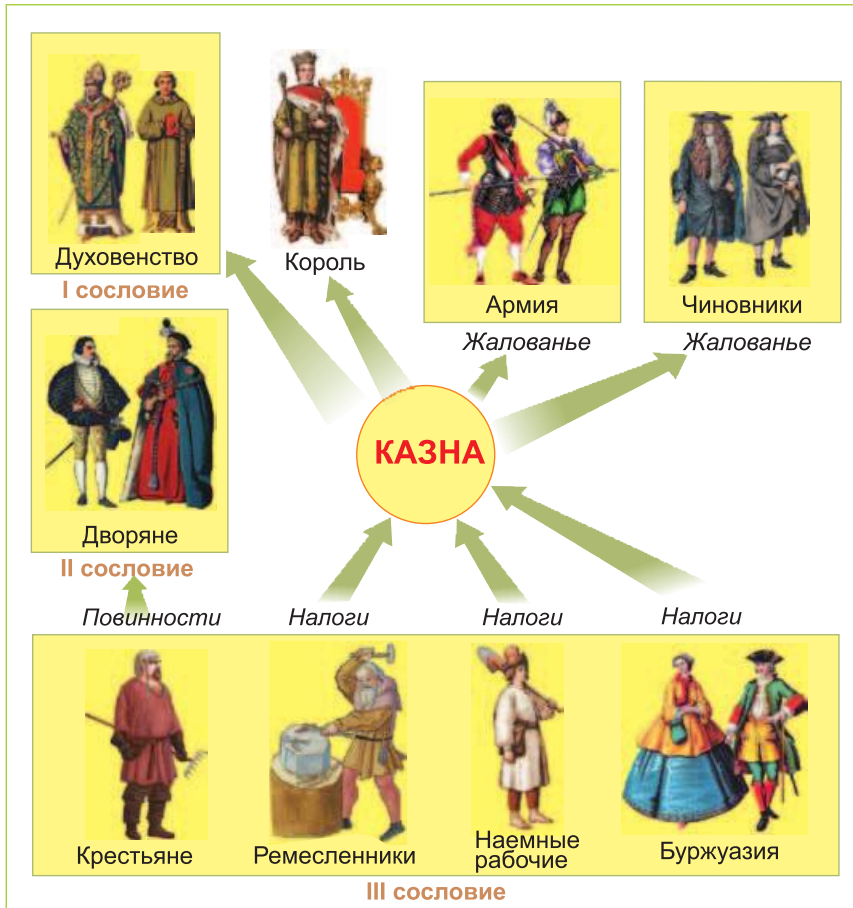 Духовенство
I сословие
Король
Армия
Жалованье
Чиновники
Жалованье
КАЗНА
Дворяне
II сословие
Повинности
Налоги
Налоги
Налоги
Крестьяне
Ремесленники
Наемные
рабочие
Буржуазия
III сословие